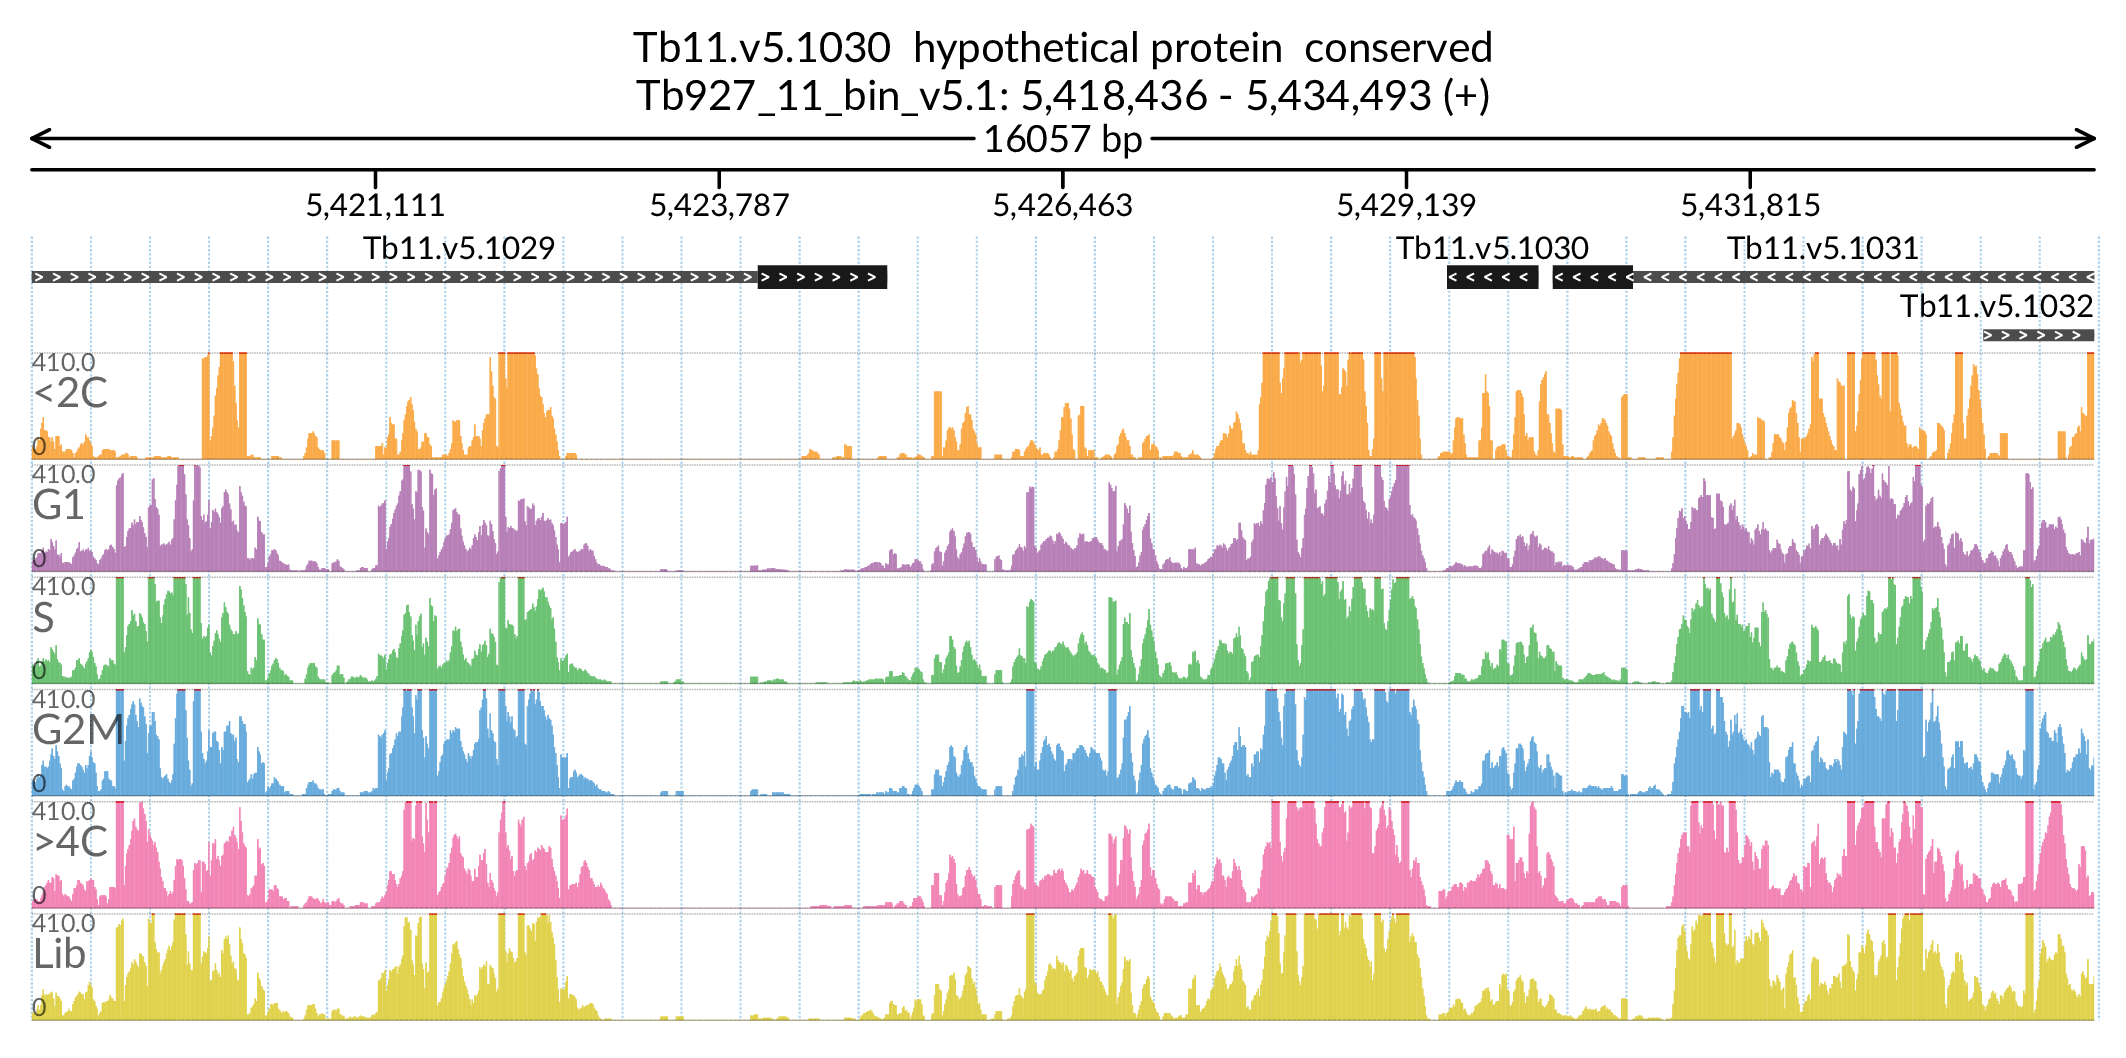 Tb11.v5.1030  hypothetical protein  conserved
Tb927_11_bin_v5.1: 5,418,436 - 5,434,493 (+)
16057 bp
5,421,111 5,423,787 5,426,463 5,429,139 5,431,815
Tb11.v5.1029 Tb11.v5.1030 Tb11.v5.1031
Tb11.v5.1032
410.0
<2C
0
410.0
G1
0
410.0
S
0
410.0
G2M
0
410.0
>4C
0
410.0
Lib
0